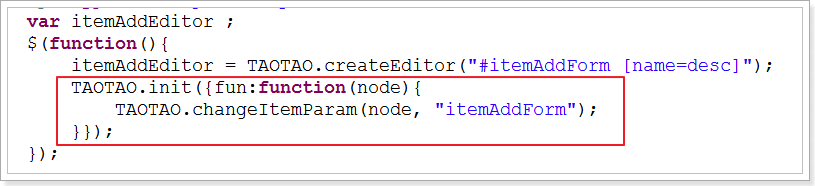 var itemAddEditor ;
$(function(){
    itemAddEditor = TAOTAO.createEditor("#itemAddForm [name=desc]");
    TAOTAO.init({fun:function(node){
        TAOTAO.changeItemParam(node, "itemAddForm");
    }});
});